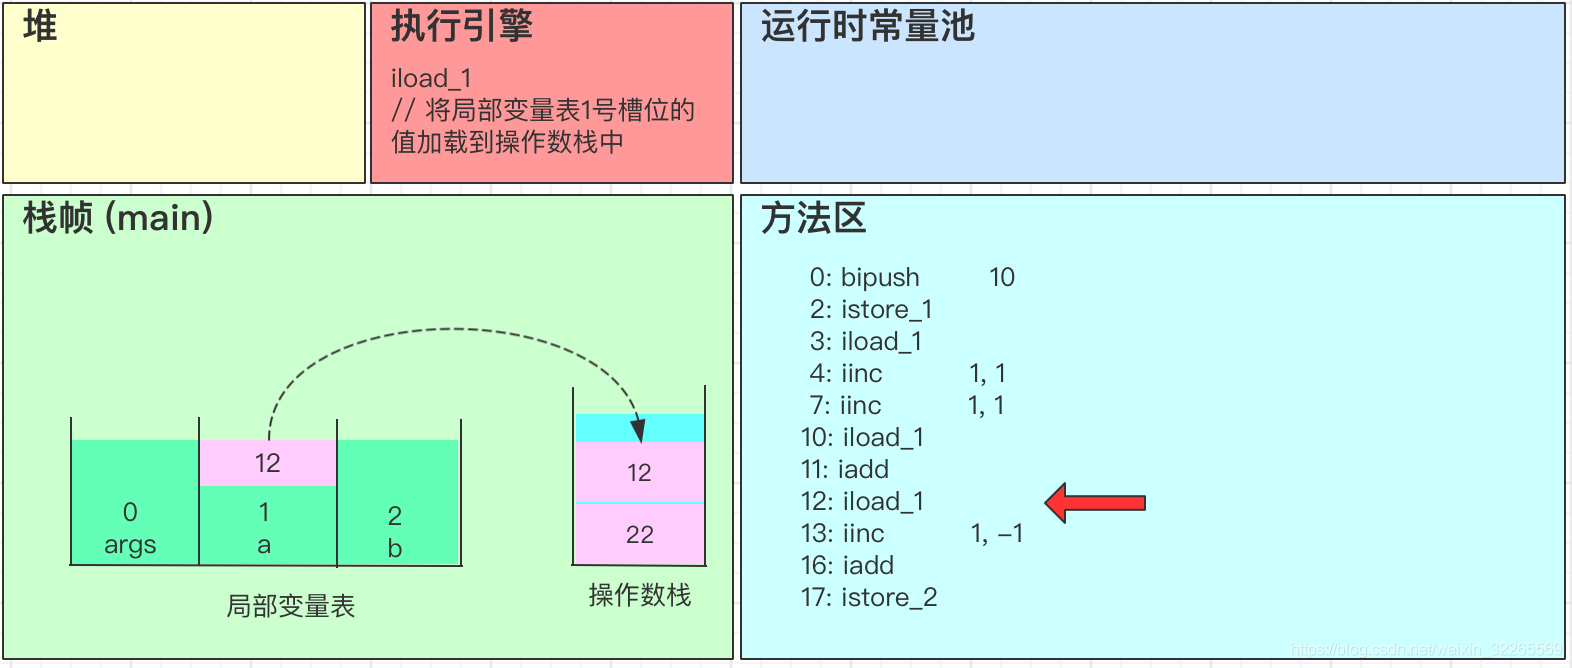 堆
执行引擎
iload_1
// 将局部变量表1号槽位的
值加载到操作数栈中
运行时常量池
栈帧 (main)
12
0
args
1
a
2
b
局部变量表
12
22
操作数栈
方法区
0: bipush 10
2: istore_1
3: iload_1
4: iinc 1, 1
7: iinc 1, 1
10: iload_1
11: iadd
12: iload_1
13: iinc 1, -1
16: iadd
17: istore_2
https://blog.csdn.net/weixin_32265569